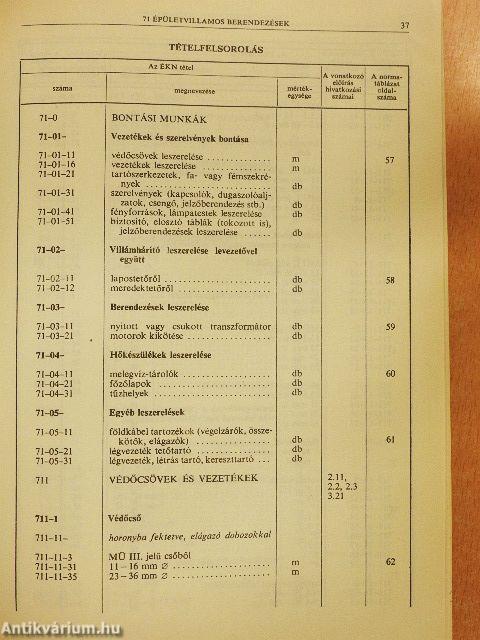 71 ÉPÜLETVILLAMOS BERENDEZÉSEK 37
TÉTELFELSOROLÁS
Az ÉKN tétel
A vonatkozó előírás hivatkozási számai
A norma-táblázat oldal-száma
száma megnevezése mérték-egysége
71–0 BONTÁSI MUNKÁK
71–01– Vezetékek és szerelvények bontása
71–01–11 védőcsövek leszerelése m 57
71–01–16 vezetékek leszerelése m
71–01–21 tartószerkezetek, fa- vagy fémszekré-
nyek db
71–01–31 szerelvények (kapcsolók, dugaszolóalj-
zatok, csengő, jelzőberendezés stb.) db
71–01–41 fényforrások, lámpatestek leszerelése db
71–01–51 biztosító, elosztó táblák (tokozott is),
jelzőberendezések leszerelése db
71–02– Villámhárító leszerelése levezetővel
együtt
71–02–11 lapostetőről db 58
71–02–12 meredektetőről db
71–03– Berendezések leszerelése
71–03–11 nyitott vagy csukott transzformátor db 59
71–03–21 motorok kikötése db
71–04– Hőkészülékek leszerelése
71–04–11 melegvíz-tárolók db 60
71–04–21 főzőlapok db
71–04–31 tűzhelyek db
71–05– Egyéb leszerelések
71–05–11 földkábel tartozékok (végelzárók, össze-
kötők, elágazók) db 61
71–05–21 légvezeték tetőtartó db
71–05–31 légvezeték, létrás tartó, kereszttartó db
711 VÉDŐCSÖVEK ÉS VEZETÉKEK 2.11,
2.2, 2.3
3.21
711–1 Védőcső
711–11– horonyba fektetve, elágazó dobozokkal
711–11–3 MÜ III. jelű csőből
711–11–31 11–16 mm ∅ m 62
711–11–35 23–36 mm ∅ m
Antikvárium.hu